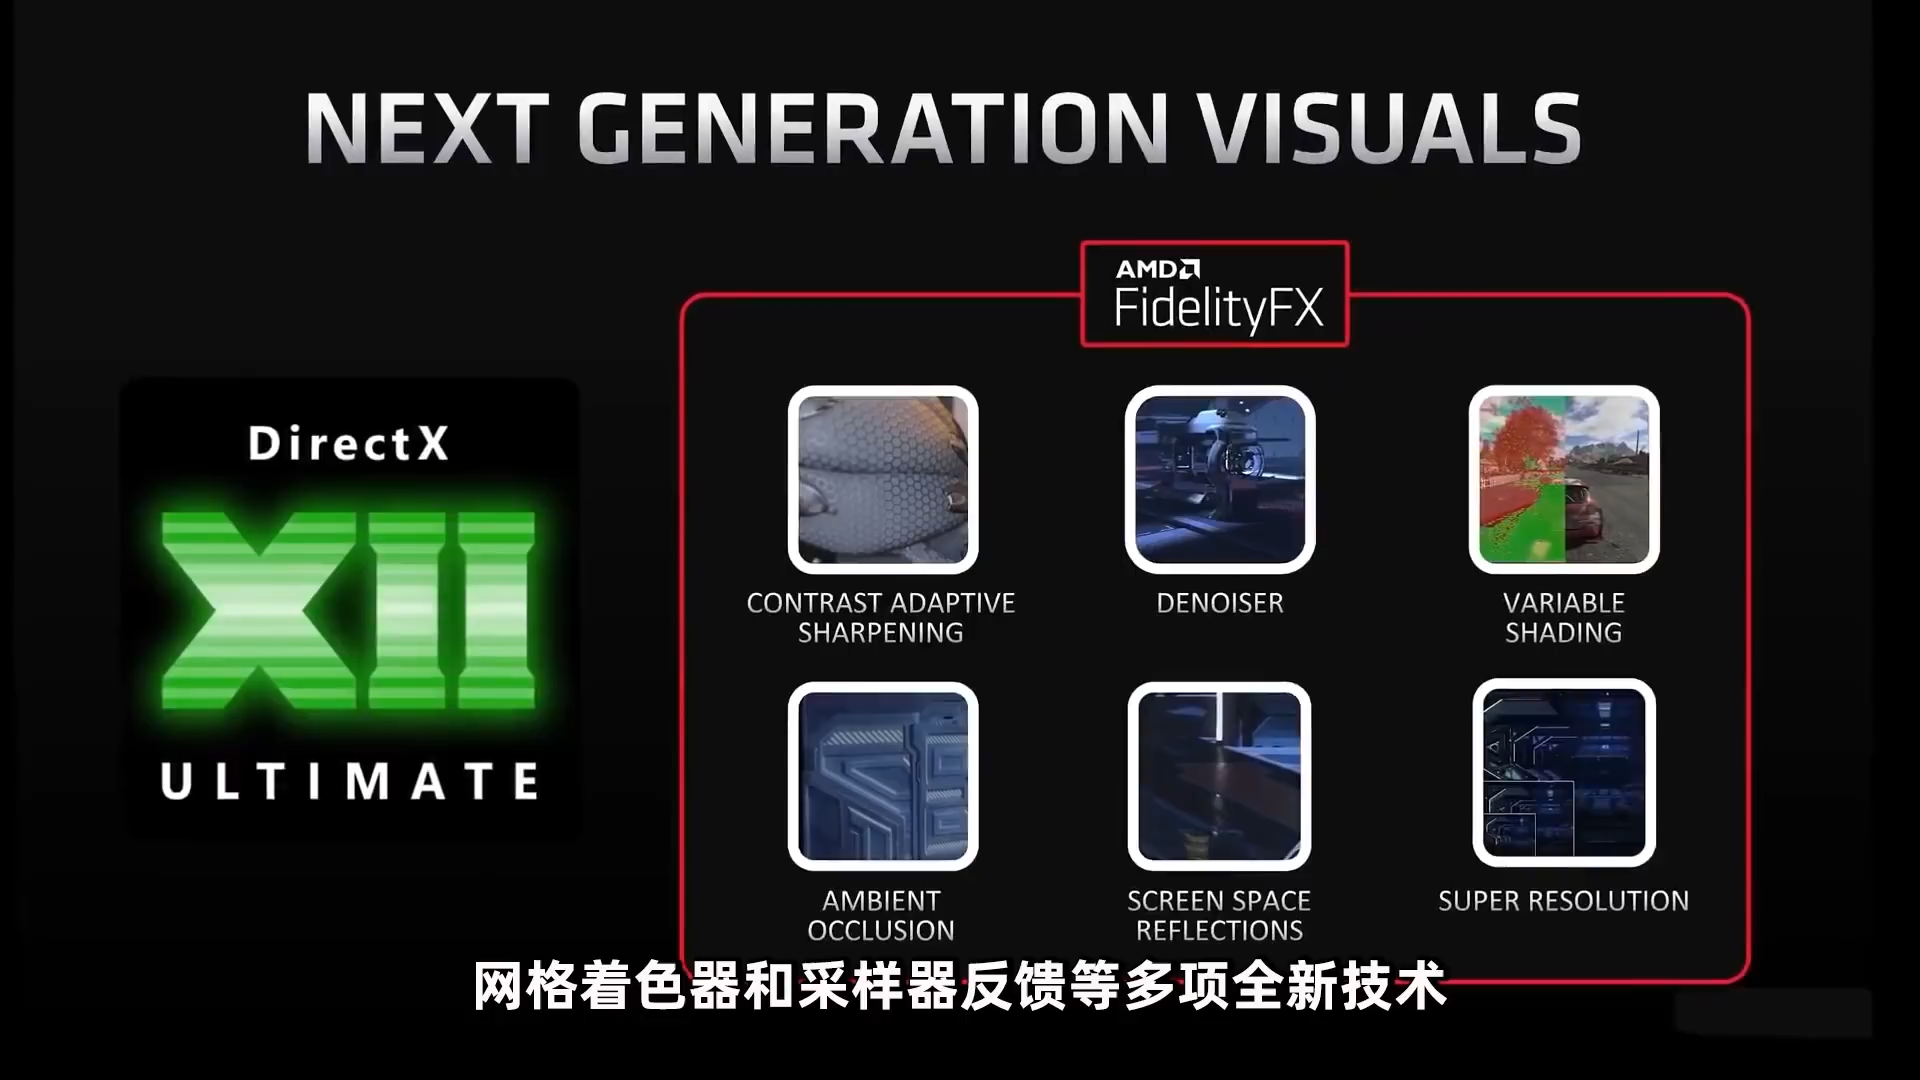 NEXT GENERATION VISUALS
AMD
FidelityFX
DirectX
XII
ULTIMATE
CONTRAST ADAPTIVE
SHARPENING
DENOISER
VARIABLE
SHADING
AMBIENT
OCCLUSION
SCREEN SPACE
REFLECTIONS
SUPER RESOLUTION
网格着色器和采样器反馈等多项全新技术